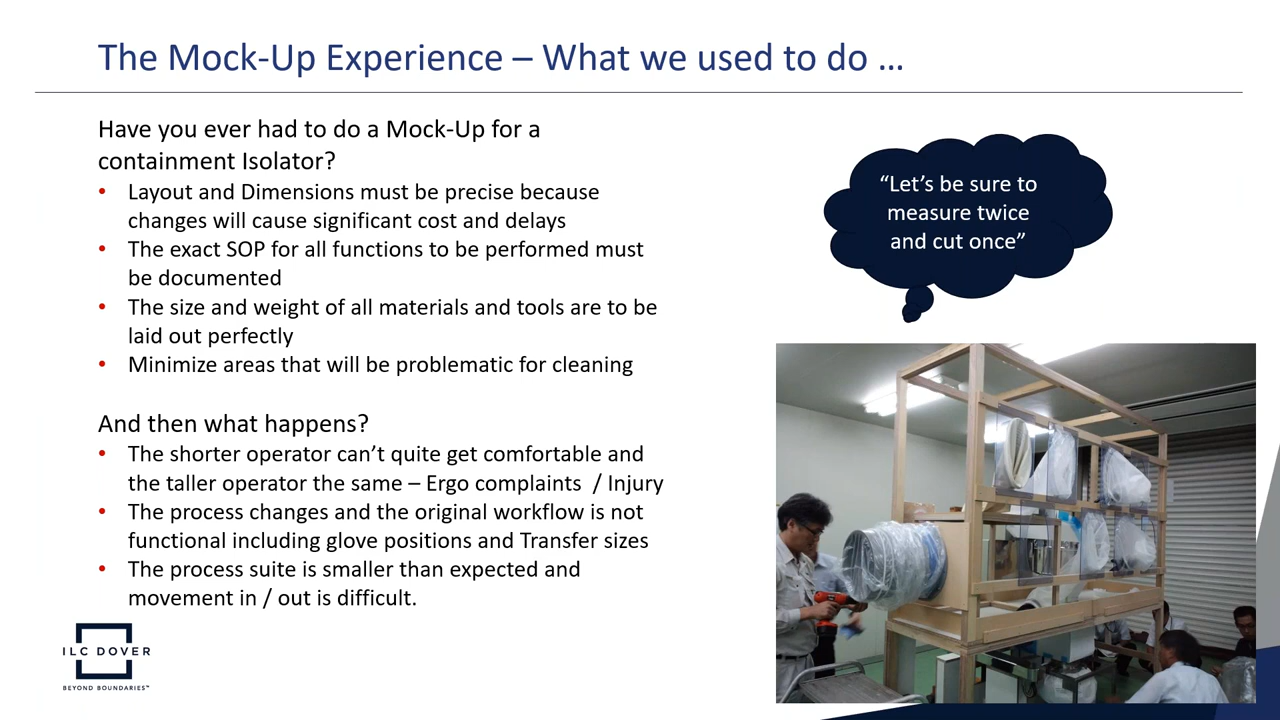 The Mock-Up Experience – What we used to do …
Have you ever had to do a Mock-Up for a
containment Isolator?
• Layout and Dimensions must be precise because
changes will cause significant cost and delays
• The exact SOP for all functions to be performed must
be documented
• The size and weight of all materials and tools are to be
laid out perfectly
• Minimize areas that will be problematic for cleaning
And then what happens?
• The shorter operator can’t quite get comfortable and
the taller operator the same – Ergo complaints / Injury
• The process changes and the original workflow is not
functional including glove positions and Transfer sizes
• The process suite is smaller than expected and
movement in / out is difficult.
“Let’s be sure to
measure twice
and cut once”
ILC DOVER
BEYOND BOUNDARIES™